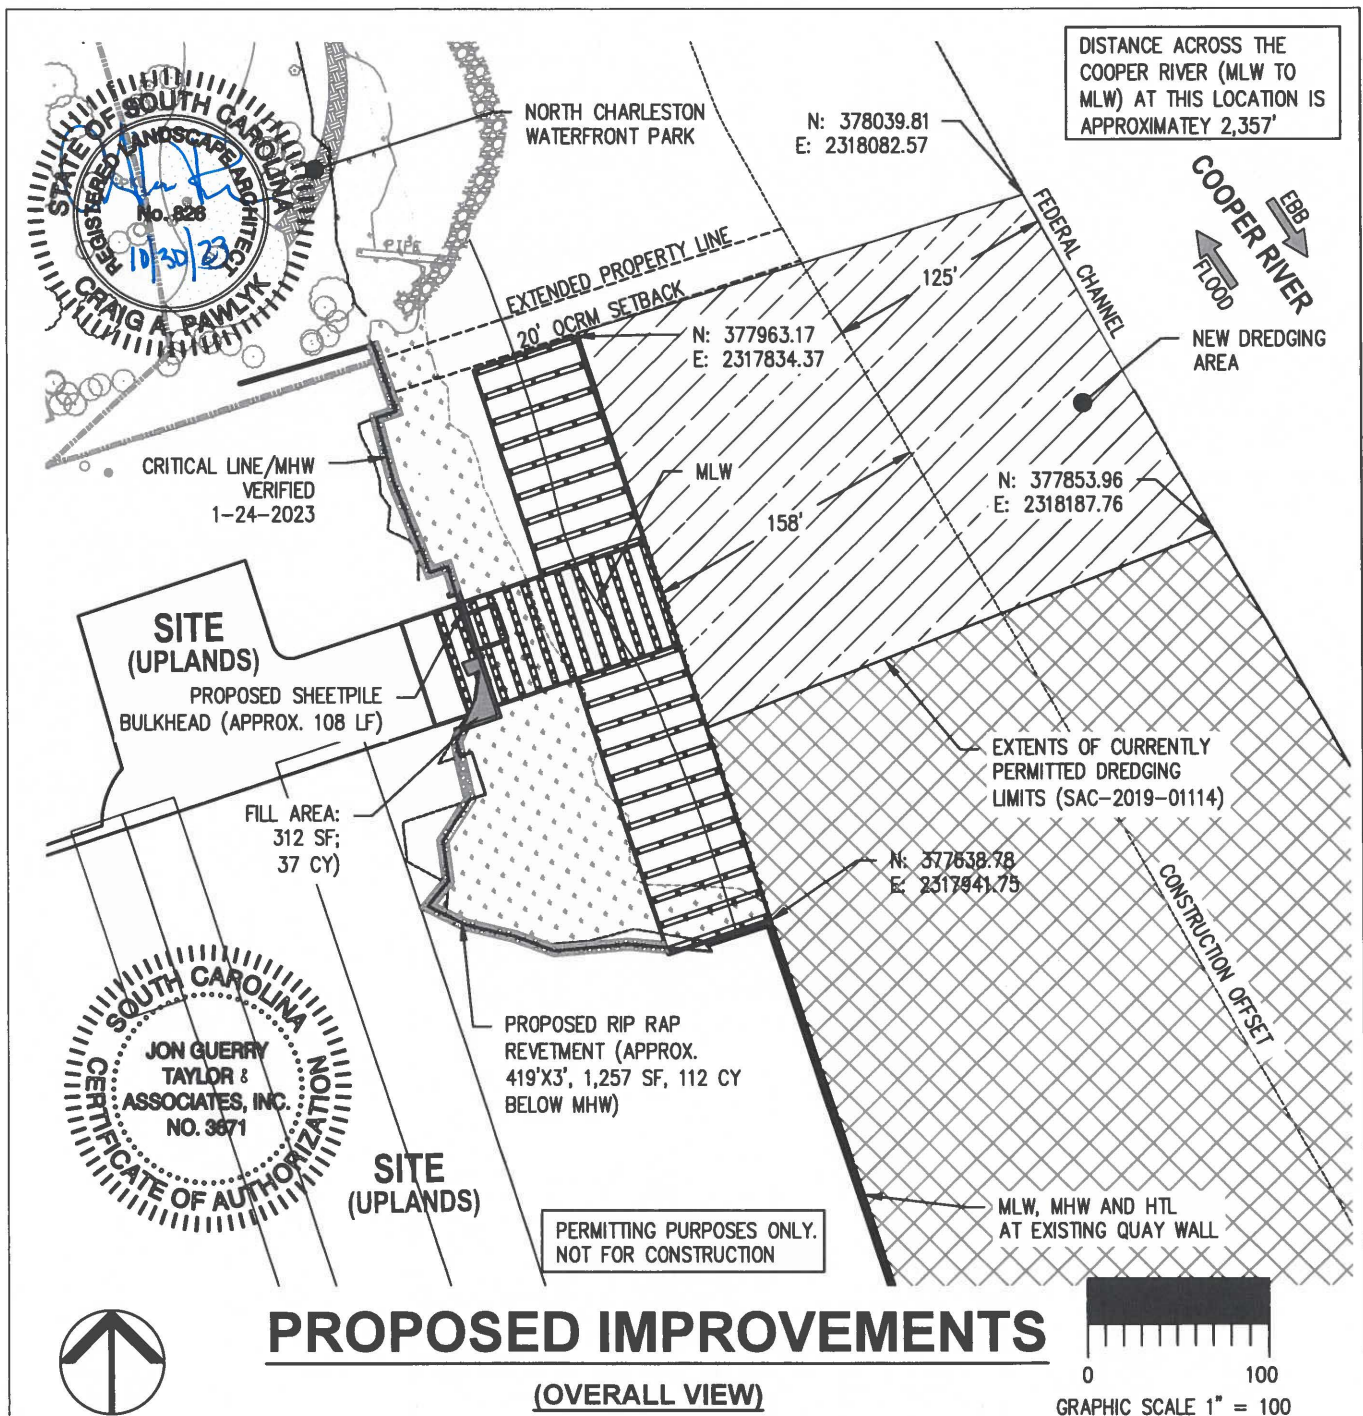 DISTANCE ACROSS THE
COOPER RIVER (MLW TO
MLW) AT THIS LOCATION IS
APPROXIMATEY 2,357'
STATE OF SOUTH CAROLINA
REGISTERED LANDSCAPE ARCHITECT
No. 826
10/30/23
CRAIG A. PAWLYK
NORTH CHARLESTON
WATERFRONT PARK
PIPE
N: 378039.81
E: 2318082.57
FEDERAL CHANNEL
COOPER RIVER
EBB
FLOOD
EXTENDED PROPERTY LINE
20' OCRM SETBACK
125'
N: 377963.17
E: 2317834.37
NEW DREDGING
AREA
CRITICAL LINE/MHW
VERIFIED
1-24-2023
MLW
158'
N: 377853.96
E: 2318187.76
SITE
(UPLANDS)
PROPOSED SHEETPILE
BULKHEAD (APPROX. 108 LF)
EXTENTS OF CURRENTLY
PERMITTED DREDGING
LIMITS (SAC-2019-01114)
FILL AREA:
312 SF;
37 CY)
N: 377638.78
E: 2317941.75
CONSTRUCTION OFFSET
SOUTH CAROLINA
JON GUERRY
TAYLOR &
ASSOCIATES, INC.
NO. 3671
CERTIFICATE OF AUTHORIZATION
PROPOSED RIP RAP
REVETMENT (APPROX.
419'X3', 1,257 SF, 112 CY
BELOW MHW)
SITE
(UPLANDS)
MLW, MHW AND HTL
AT EXISTING QUAY WALL
PERMITTING PURPOSES ONLY.
NOT FOR CONSTRUCTION
PROPOSED IMPROVEMENTS
(OVERALL VIEW)
0 100
GRAPHIC SCALE 1" = 100